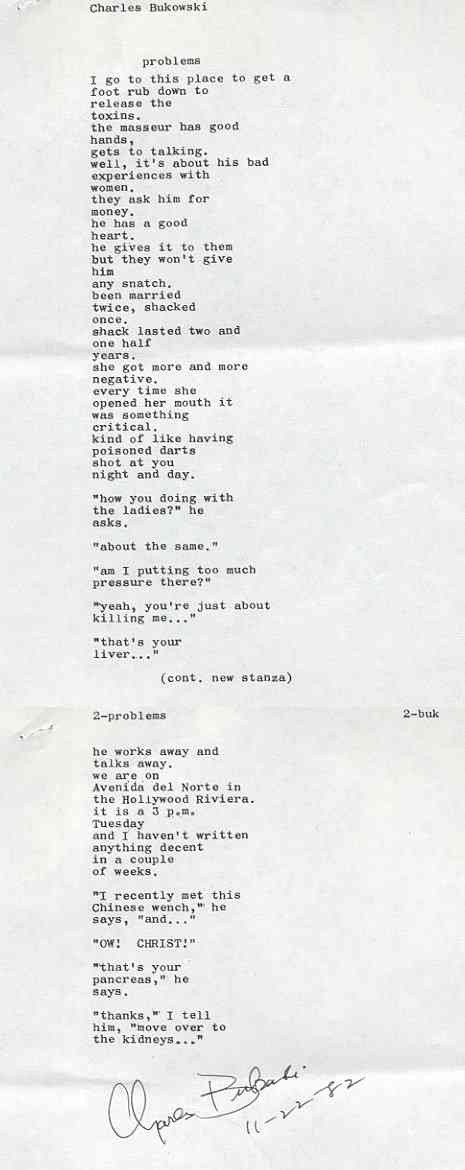 Charles Bukowski
problems
I go to this place to get a
foot rub down to
release the
toxins.
the masseur has good
hands,
gets to talking.
well, it's about his bad
experiences with
women.
they ask him for
money.
he has a good
heart.
he gives it to them
but they won't give
him
any snatch.
been married
twice, shacked
once.
shack lasted two and
one half
years.
she got more and more
negative.
every time she
opened her mouth it
was something
critical.
kind of like having
poisoned darts
shot at you
night and day.
"how you doing with
the ladies?" he
asks.
"about the same."
"am I putting too much
pressure there?"
"yeah, you're just about
killing me..."
"that's your
liver..."
(cont. new stanza)
2-problems 2-buk
he works away and
talks away.
we are on
Avenida del Norte in
the Hollywood Riviera.
it is a 3 p.m.
Tuesday
and I haven't written
anything decent
in a couple
of weeks.
"I recently met this
Chinese wench," he
says, "and..."
"OW!  CHRIST!"
"that's your
pancreas," he
says.
"thanks," I tell
him, "move over to
the kidneys..."
Charles Bukowski
11-22-82